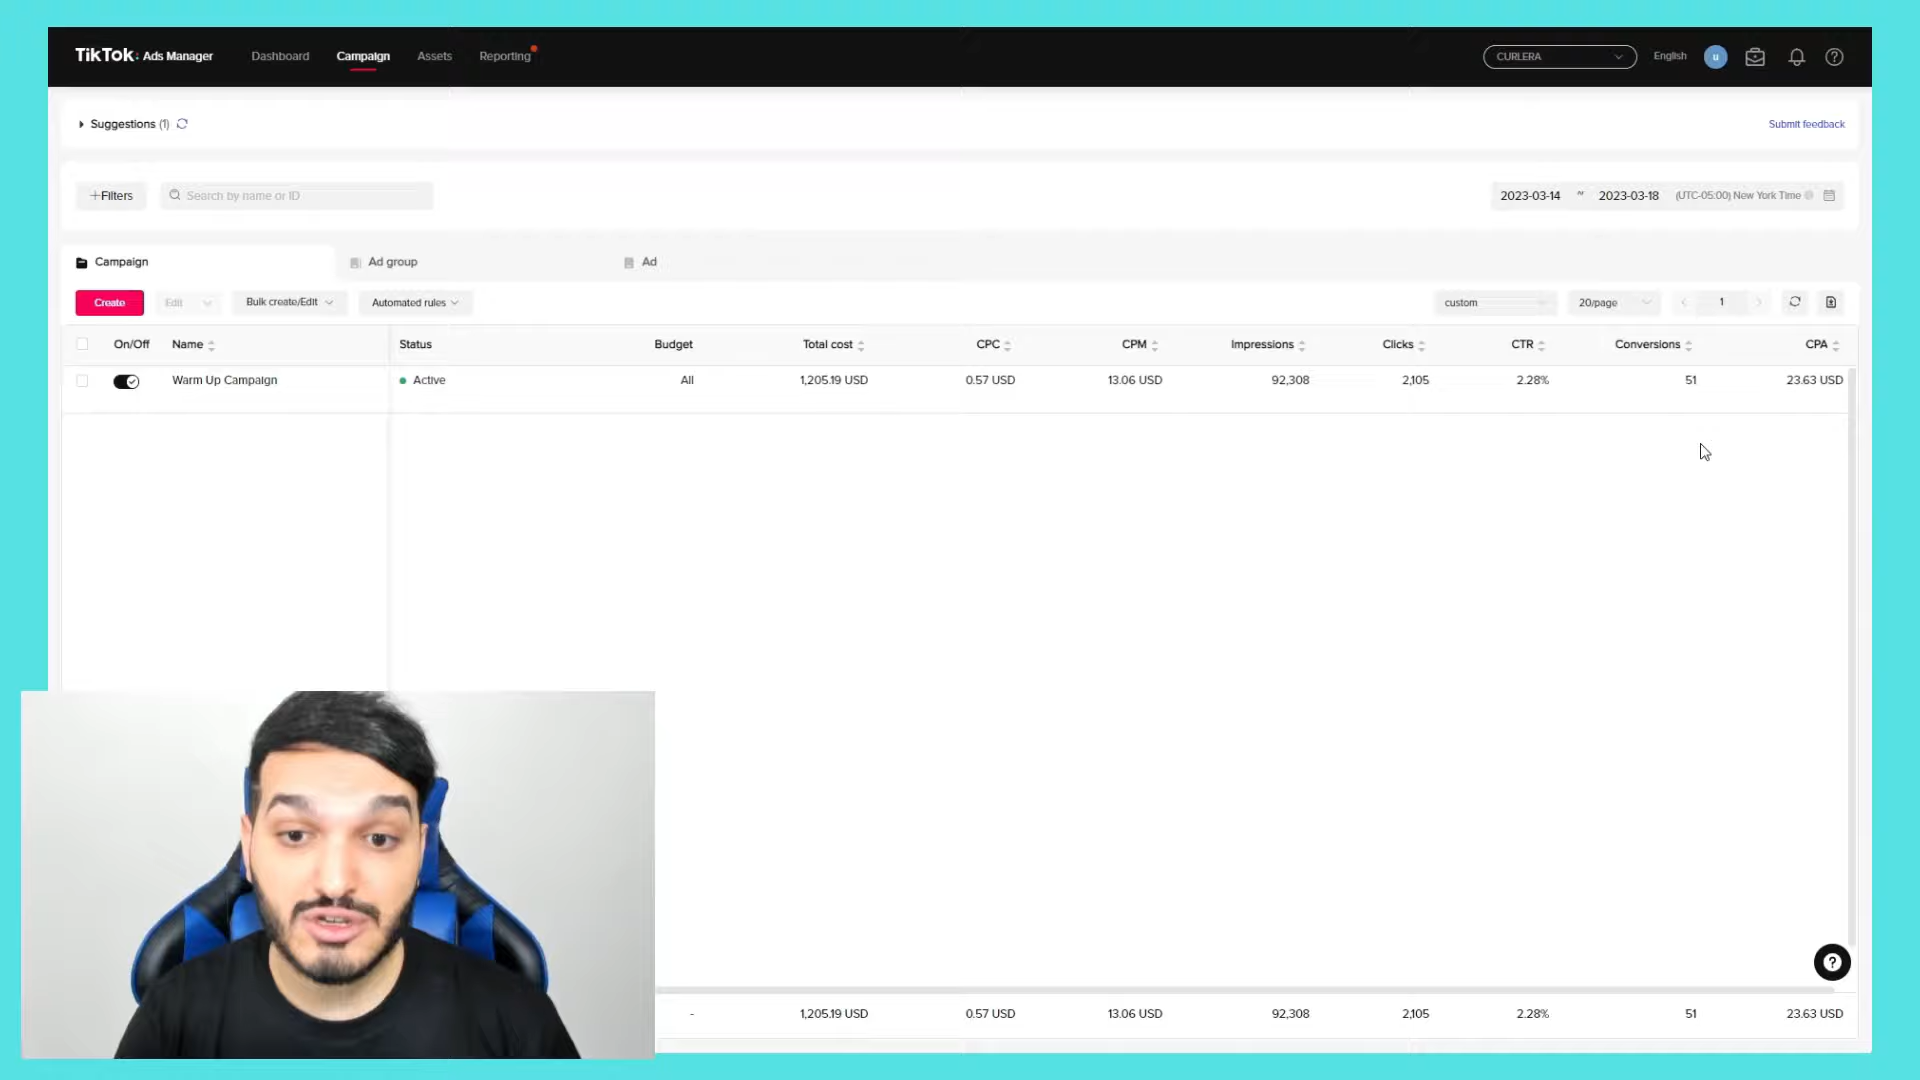 TikTok: Ads Manager Dashboard Campaign Assets Reporting CURLERA English u
Suggestions (1) Submit feedback
+Filters Search by name or ID 2023-03-14 ~ 2023-03-18 (UTC-05:00) New York Time
Campaign Ad group Ad
Create Edit Bulk create/Edit Automated rules custom 20/page 1
On/Off Name Status Budget Total cost CPC CPM Impressions Clicks CTR Conversions CPA
Warm Up Campaign Active All 1,205.19 USD 0.57 USD 13.06 USD 92,308 2,105 2.28% 51 23.63 USD
?
- 1,205.19 USD 0.57 USD 13.06 USD 92,308 2,105 2.28% 51 23.63 USD